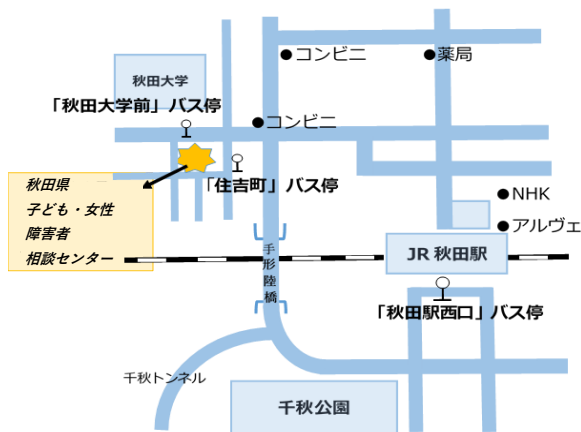 コンビニ
薬局
秋田大学
「秋田大学前」バス停
コンビニ
「住吉町」バス停
秋田県
子ども・女性
障害者
相談センター
NHK
アルヴェ
JR 秋田駅
手形陸橋
「秋田駅西口」バス停
千秋トンネル
千秋公園